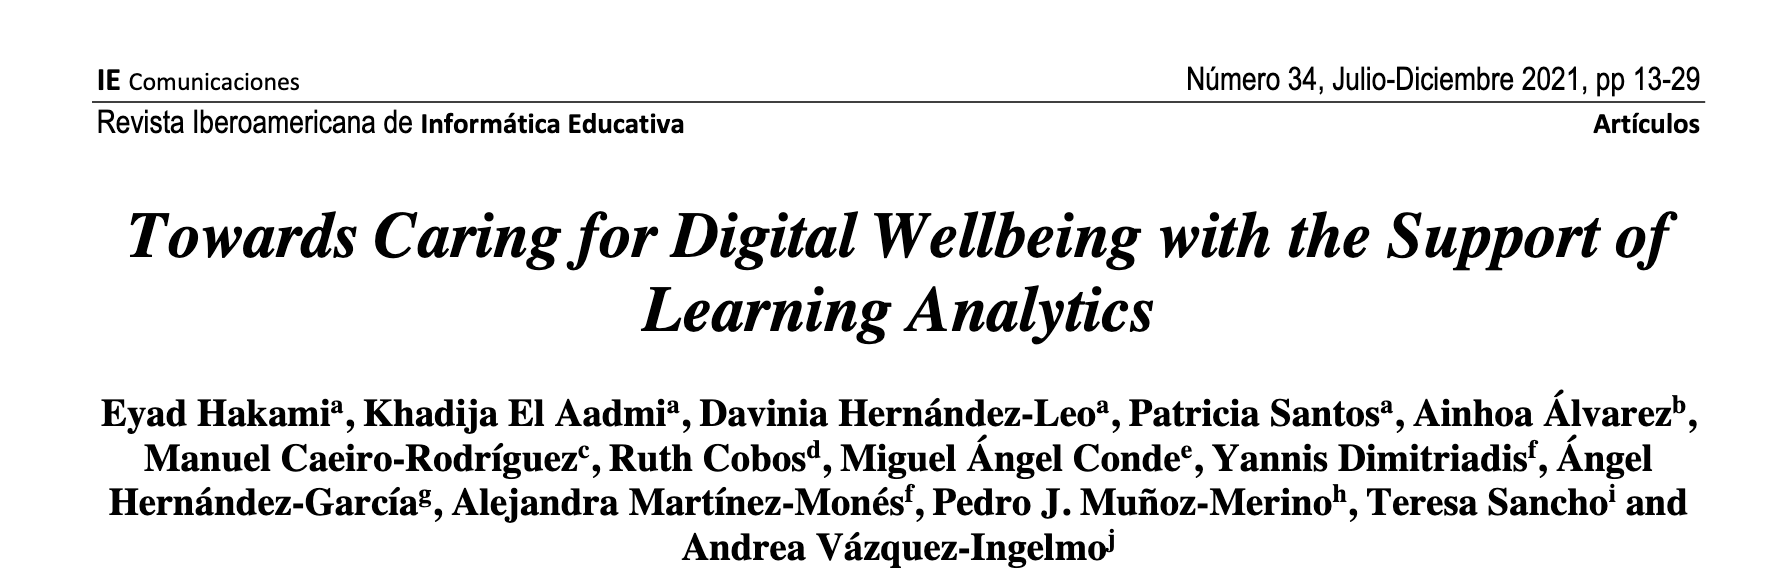 IE Comunicaciones Número 34, Julio-Diciembre 2021, pp 13-29
Revista Iberoamericana de Informática Educativa Artículos
Towards Caring for Digital Wellbeing with the Support of
Learning Analytics
Eyad Hakamiᵃ, Khadija El Aadmiᵃ, Davinia Hernández-Leoᵃ, Patricia Santosᵃ, Ainhoa Álvarezᵇ,
Manuel Caeiro-Rodríguezᶜ, Ruth Cobosᵈ, Miguel Ángel Condeᵉ, Yannis Dimitriadisᶠ, Ángel
Hernández-Garcíaᵍ, Alejandra Martínez-Monésᶠ, Pedro J. Muñoz-Merinoʰ, Teresa Sanchoⁱ and
Andrea Vázquez-Ingelmoʲ